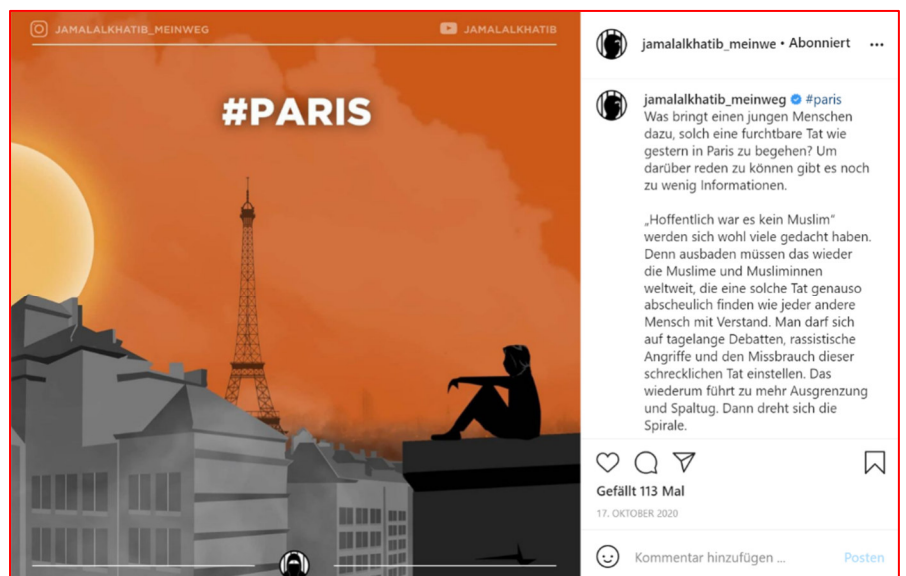 JAMALALKHATIB_MEINWEG
JAMALALKHATIB
#PARIS
jamalalkhatib_meinwe • Abonniert
jamalalkhatib_meinweg #paris
Was bringt einen jungen Menschen
dazu, solch eine furchtbare Tat wie
gestern in Paris zu begehen? Um
darüber reden zu können gibt es noch
zu wenig Informationen.
„Hoffentlich war es kein Muslim"
werden sich wohl viele gedacht haben.
Denn ausbaden müssen das wieder
die Muslime und Musliminnen
weltweit, die eine solche Tat genauso
abscheulich finden wie jeder andere
Mensch mit Verstand. Man darf sich
auf tagelange Debatten, rassistische
Angriffe und den Missbrauch dieser
schrecklichen Tat einstellen. Das
wiederum führt zu mehr Ausgrenzung
und Spaltug. Dann dreht sich die
Spirale.
Gefällt 113 Mal
17. OKTOBER 2020
Kommentar hinzufügen ...
Posten